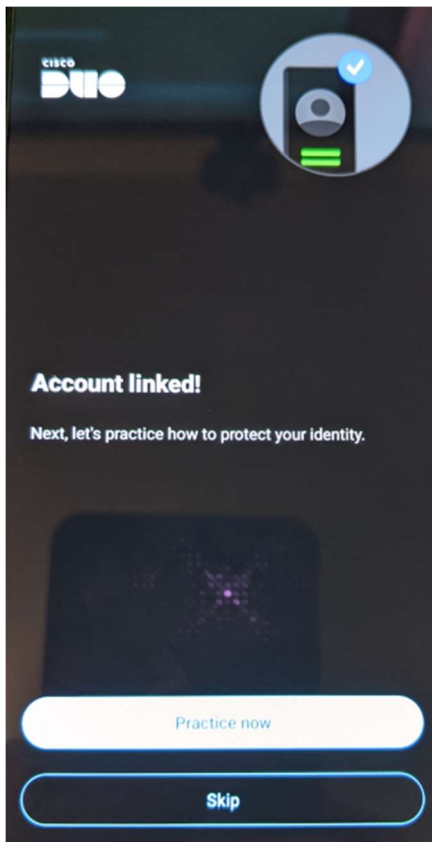 CISCO
DUO
Account linked!
Next, let's practice how to protect your identity.
Practice now
Skip